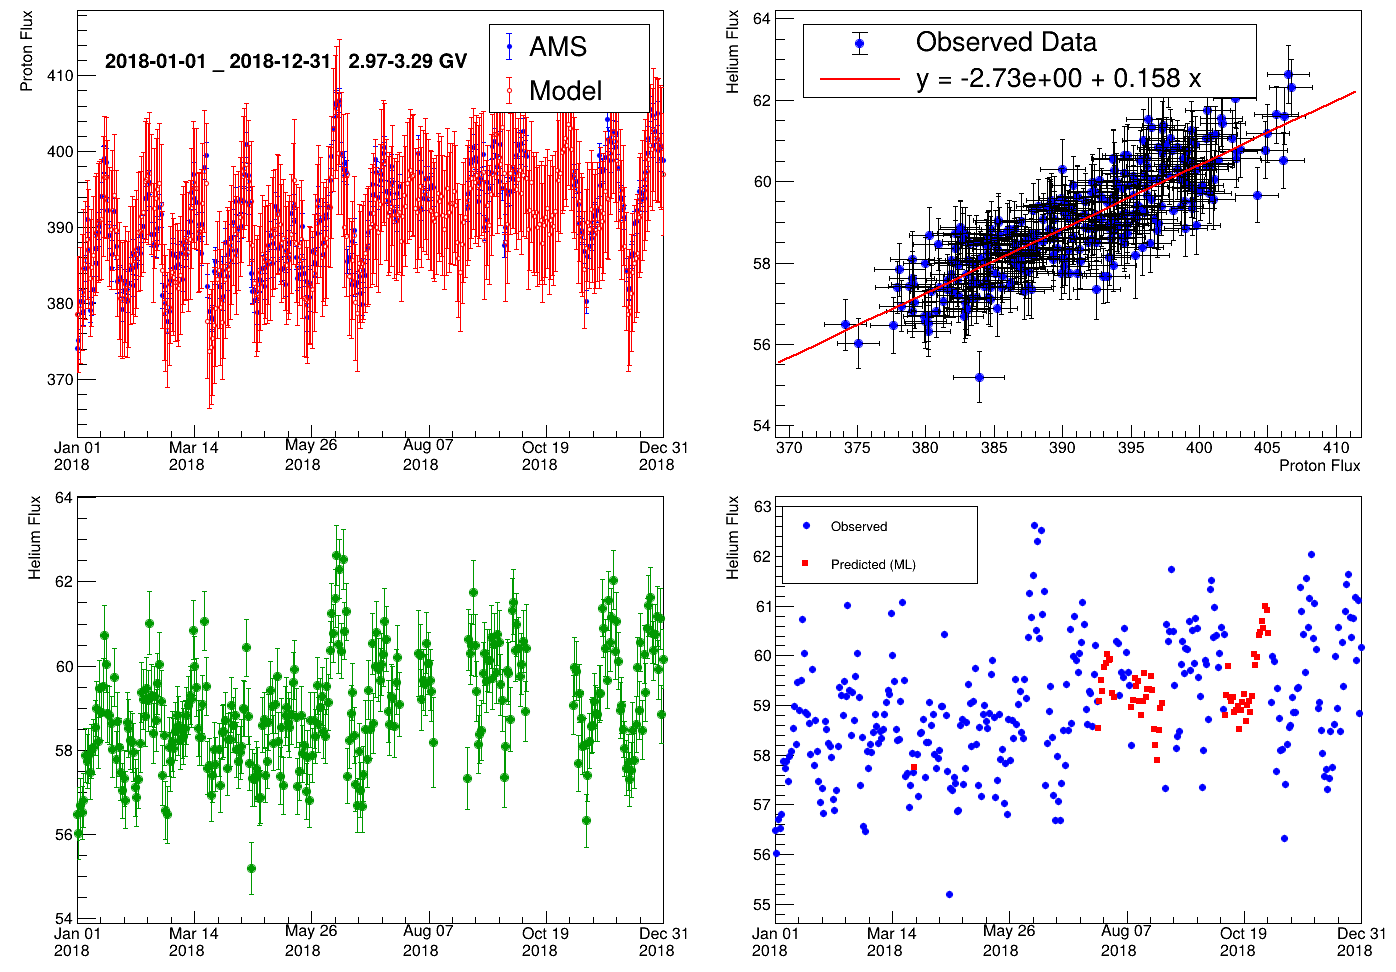 Proton Flux
410
400
390
380
370
2018-01-01 _ 2018-12-31 2.97-3.29 GV
AMS
Model
Jan 01 2018
Mar 14 2018
May 26 2018
Aug 07 2018
Oct 19 2018
Dec 31 2018
Helium Flux
64
62
60
58
56
54
Observed Data
y = -2.73e+00 + 0.158 x
370 375 380 385 390 395 400 405 410
Proton Flux
Helium Flux
64
62
60
58
56
54
Jan 01 2018
Mar 14 2018
May 26 2018
Aug 07 2018
Oct 19 2018
Dec 31 2018
Helium Flux
63
62
61
60
59
58
57
56
55
Observed
Predicted (ML)
Jan 01 2018
Mar 14 2018
May 26 2018
Aug 07 2018
Oct 19 2018
Dec 31 2018